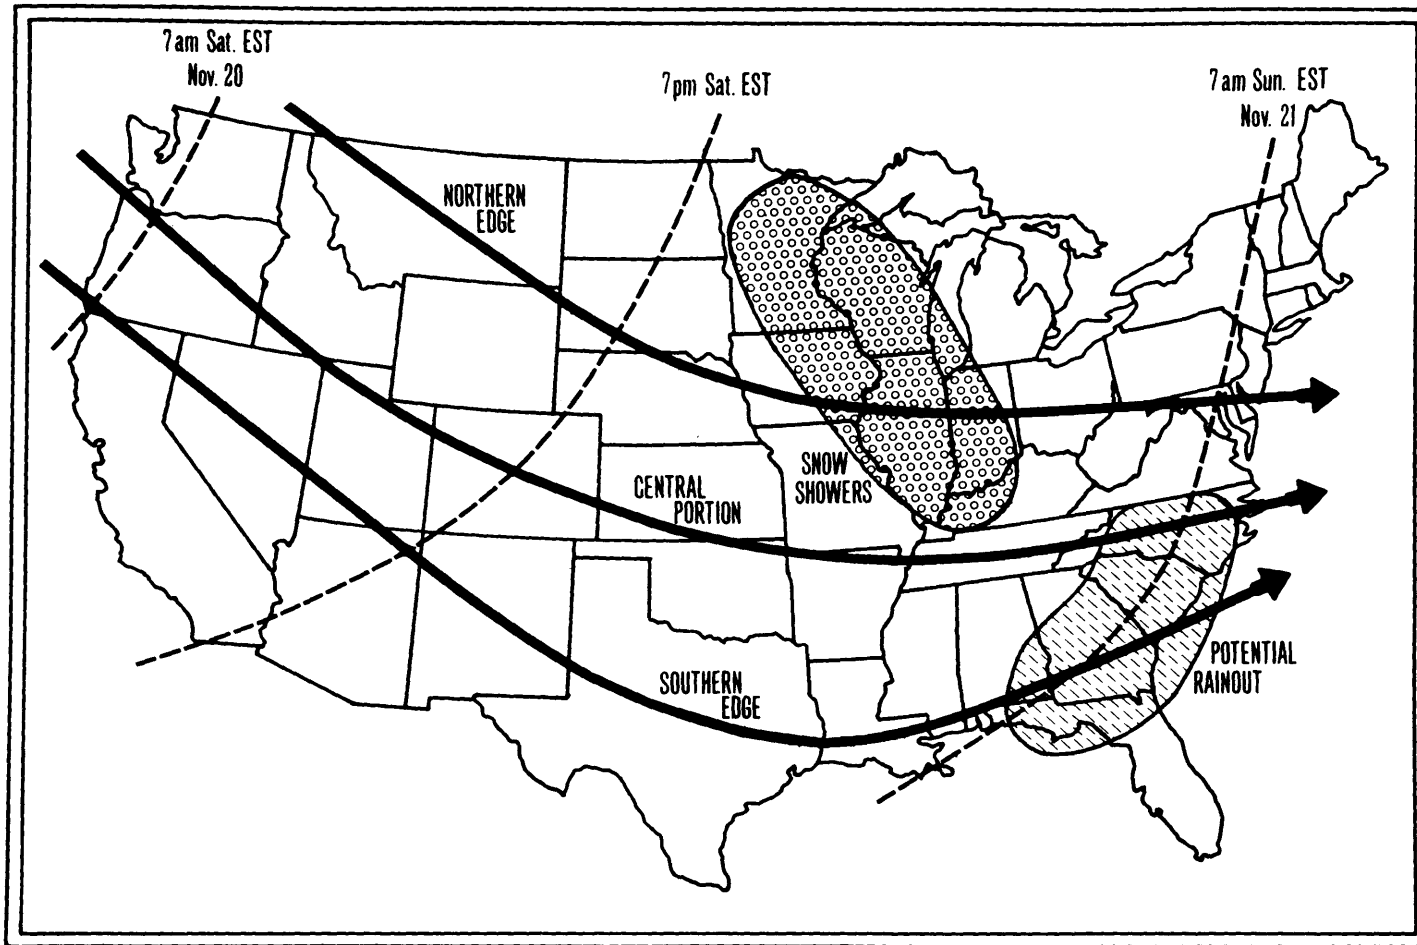 7am Sat. EST
Nov. 20
7pm Sat. EST
7am Sun. EST
Nov. 21
NORTHERN
EDGE
SNOW
SHOWERS
CENTRAL
PORTION
SOUTHERN
EDGE
POTENTIAL
RAINOUT